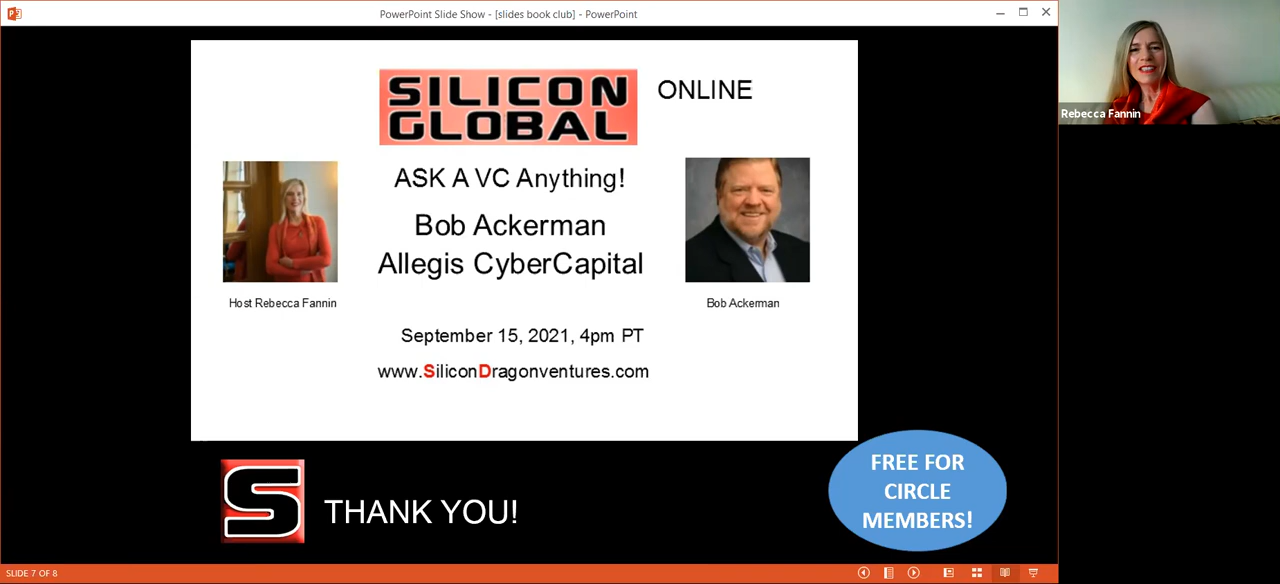 PowerPoint Slide Show - [slides book club] - PowerPoint
Rebecca Fannin
SILICON
GLOBAL
ONLINE
ASK A VC Anything!
Bob Ackerman
Allegis CyberCapital
Host Rebecca Fannin
Bob Ackerman
September 15, 2021, 4pm PT
www.SiliconDragonventures.com
S
THANK YOU!
FREE FOR
CIRCLE
MEMBERS!
SLIDE 7 OF 8